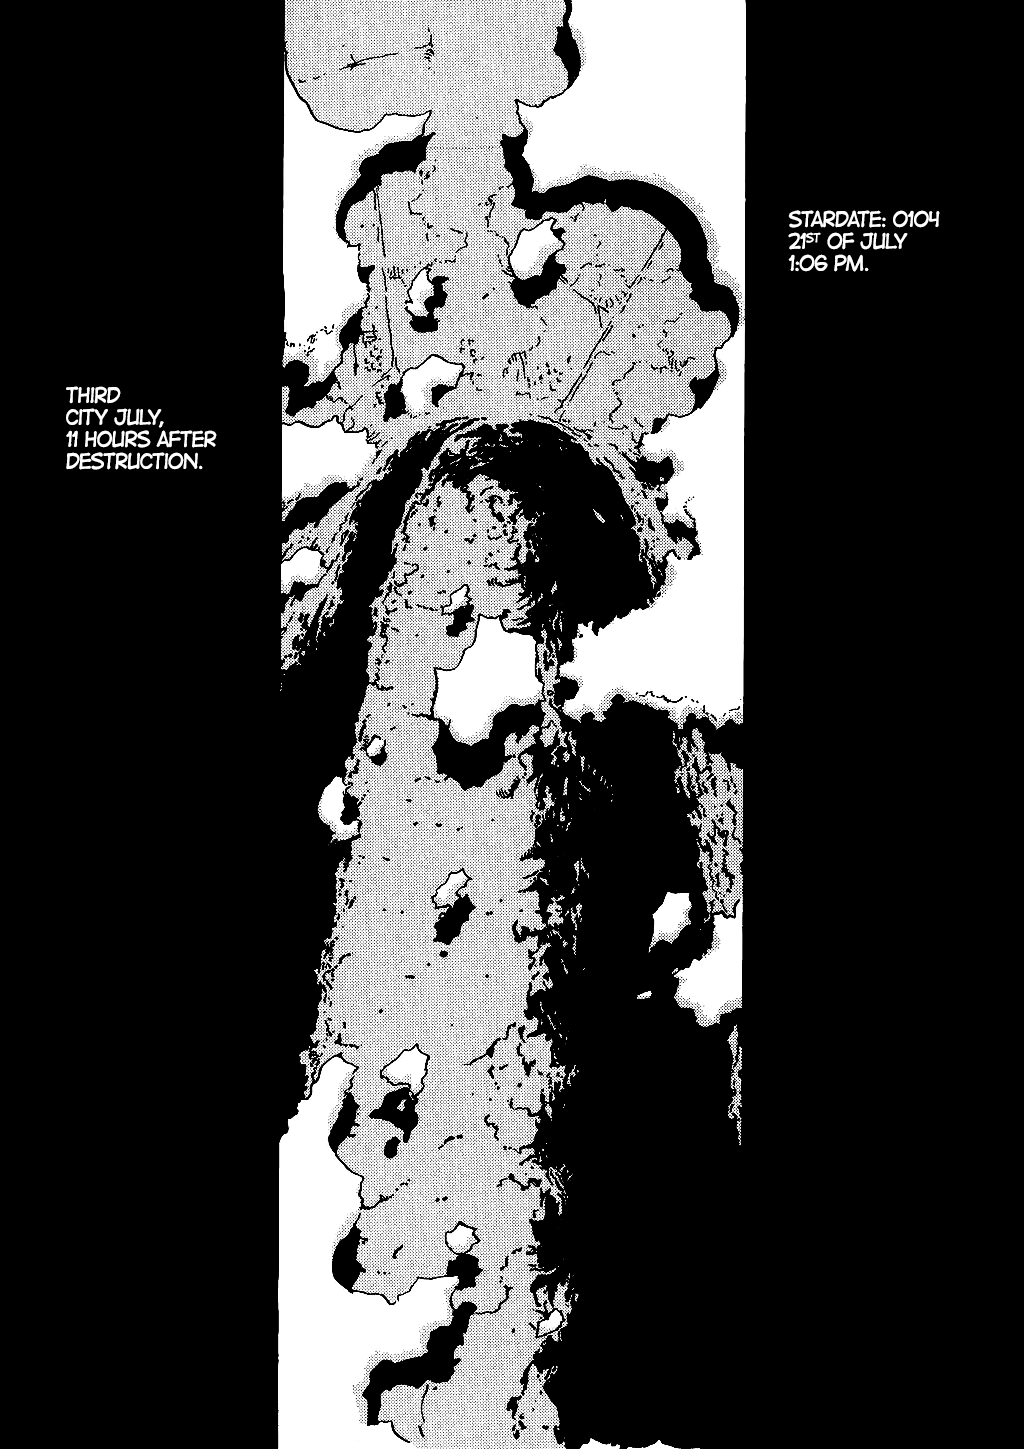 STARDATE: 0104
21ST OF JULY
1:06 PM.
THIRD
CITY JULY,
11 HOURS AFTER
DESTRUCTION.